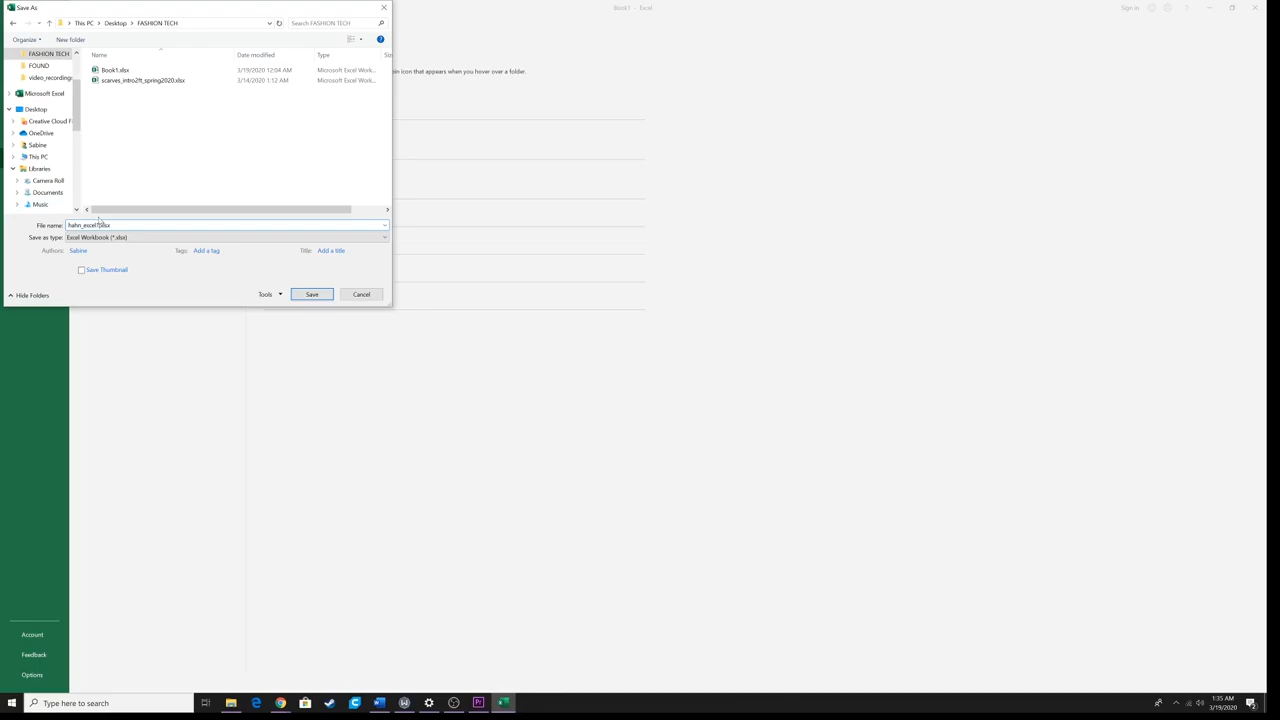 Save As
Book1 - Excel
Sign in
This PC > Desktop > FASHION TECH
Search FASHION TECH
Organize
New folder
FASHION TECH
FOUND
video_recordings
Microsoft Excel
Desktop
Creative Cloud F
OneDrive
Sabine
This PC
Libraries
Camera Roll
Documents
Music
Name
Date modified
Type
Siz
Book1.xlsx
3/19/2020 12:04 AM
Microsoft Excel Work...
scarves_intro2ft_spring2020.xlsx
3/14/2020 1:12 AM
Microsoft Excel Work...
pin icon that appears when you hover over a folder.
File name:
Save as type:
Excel Workbook (*.xlsx)
Authors:
Sabine
Tags:
Add a tag
Title:
Add a title
Save Thumbnail
Hide Folders
Tools
Save
Cancel
Account
Feedback
Options
Type here to search
1:35 AM
3/19/2020